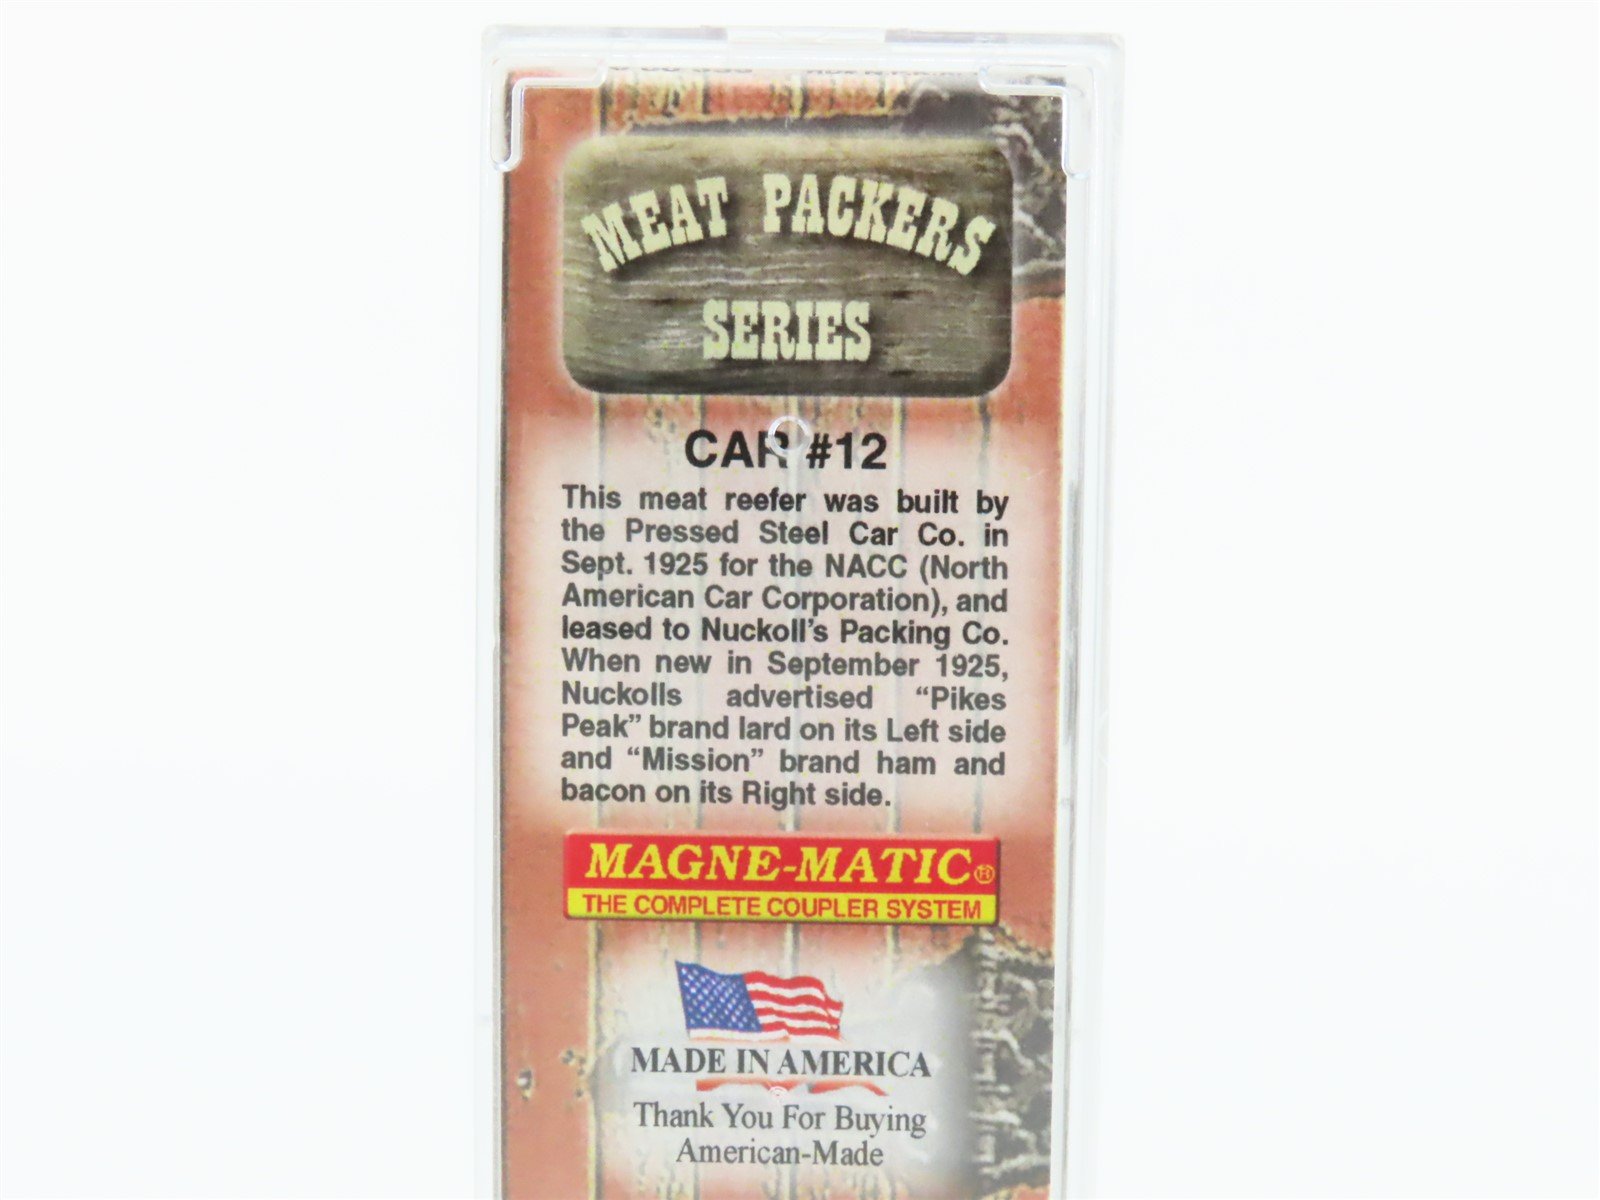 MEAT PACKERS
SERIES
CAR #12
This meat reefer was built by
the Pressed Steel Car Co. in
Sept. 1925 for the NACC (North
American Car Corporation), and
leased to Nuckoll's Packing Co.
When new in September 1925,
Nuckolls advertised “Pikes
Peak” brand lard on its Left side
and “Mission” brand ham and
bacon on its Right side.
MAGNE-MATIC®
THE COMPLETE COUPLER SYSTEM
MADE IN AMERICA
Thank You For Buying
American-Made